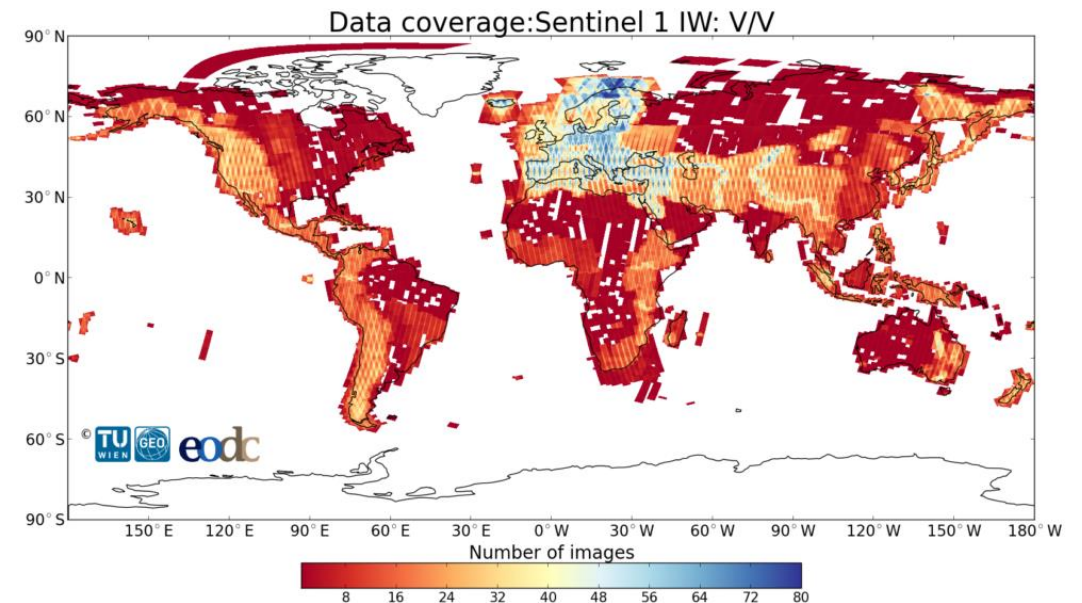 Data coverage:Sentinel 1 IW: V/V
90° N
60° N
30° N
0° N
30° S
60° S
90° S
© TU WIEN GEO eodc
150° E 120° E 90° E 60° E 30° E 0° W 30° W 60° W 90° W 120° W 150° W 180° W
Number of images
8 16 24 32 40 48 56 64 72 80